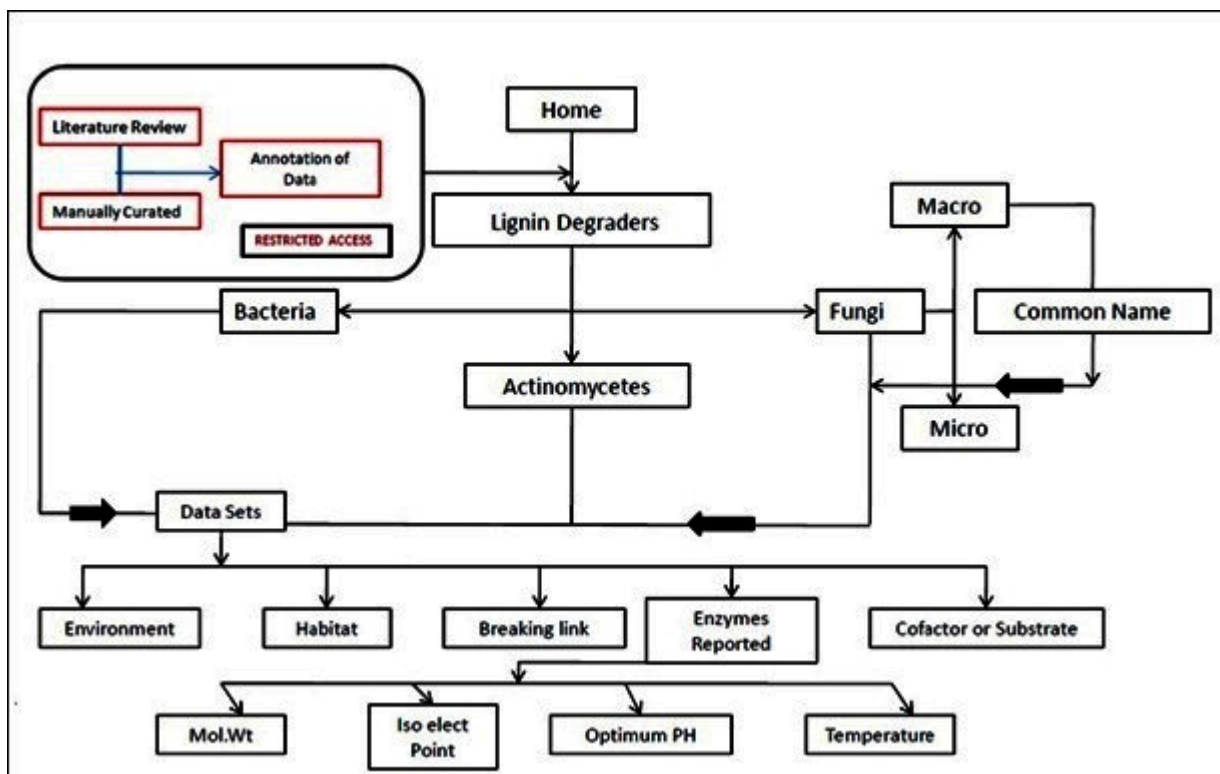 Home
Literature Review
Annotation of
Data
Manually Curated
RESTRICTED ACCESS
Lignin Degraders
Macro
Bacteria
Fungi
Common Name
Actinomycetes
Micro
Data Sets
Environment
Habitat
Breaking link
Enzymes
Reported
Cofactor or Substrate
Mol.Wt
Iso elect
Point
Optimum PH
Temperature